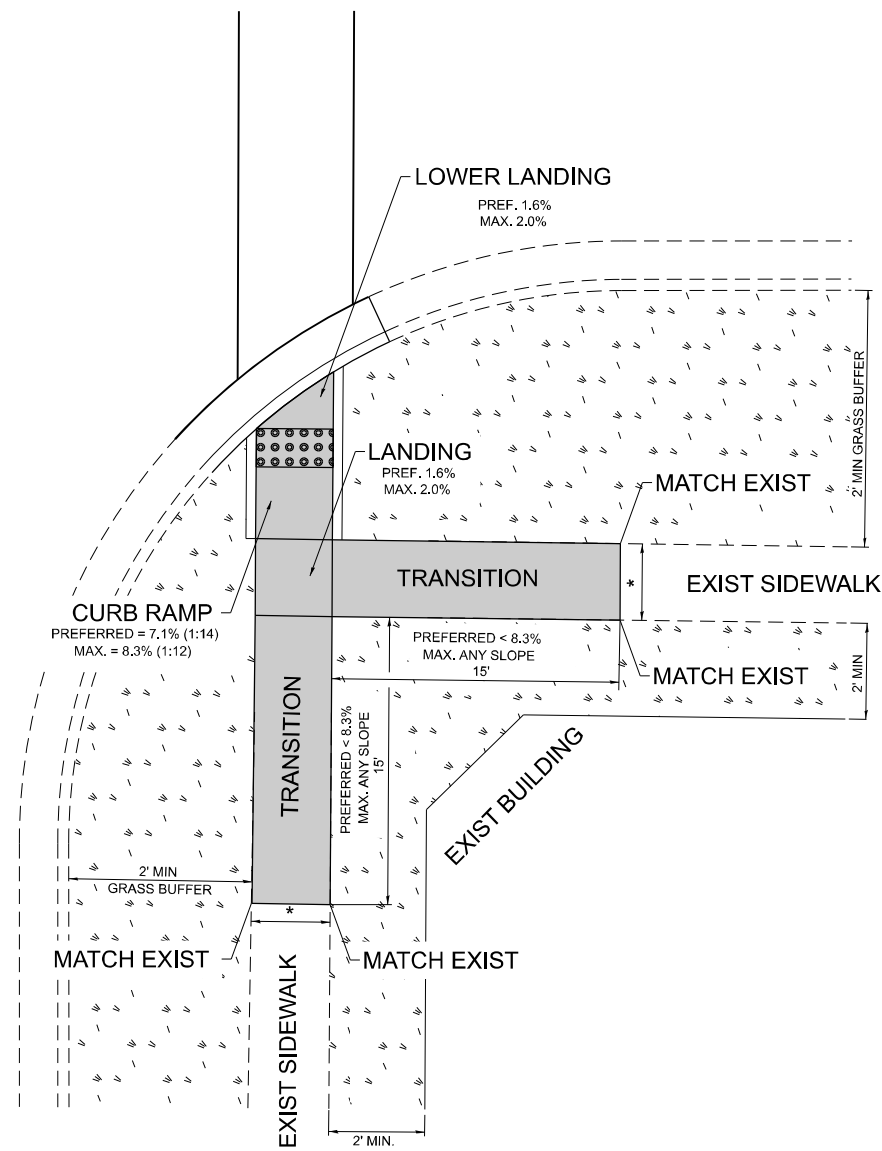 LOWER LANDING
PREF. 1.6%
MAX. 2.0%
LANDING
PREF. 1.6%
MAX. 2.0%
2' MIN GRASS BUFFER
MATCH EXIST
TRANSITION
*
EXIST SIDEWALK
CURB RAMP
PREFERRED = 7.1% (1:14)
MAX. = 8.3% (1:12)
PREFERRED < 8.3%
MAX. ANY SLOPE
15'
MATCH EXIST
2' MIN
TRANSITION
PREFERRED < 8.3%
MAX. ANY SLOPE
15'
EXIST BUILDING
2' MIN
GRASS BUFFER
*
MATCH EXIST
MATCH EXIST
EXIST SIDEWALK
2' MIN.